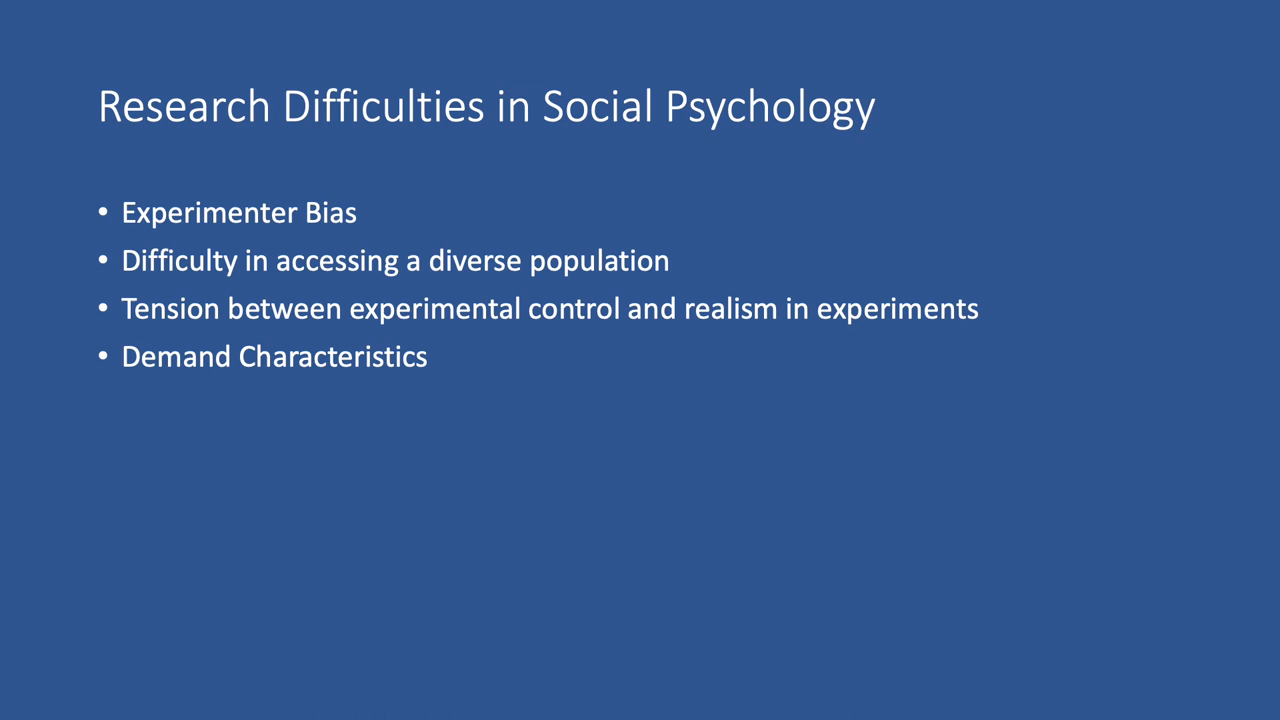 Research Difficulties in Social Psychology
• Experimenter Bias
• Difficulty in accessing a diverse population
• Tension between experimental control and realism in experiments
• Demand Characteristics